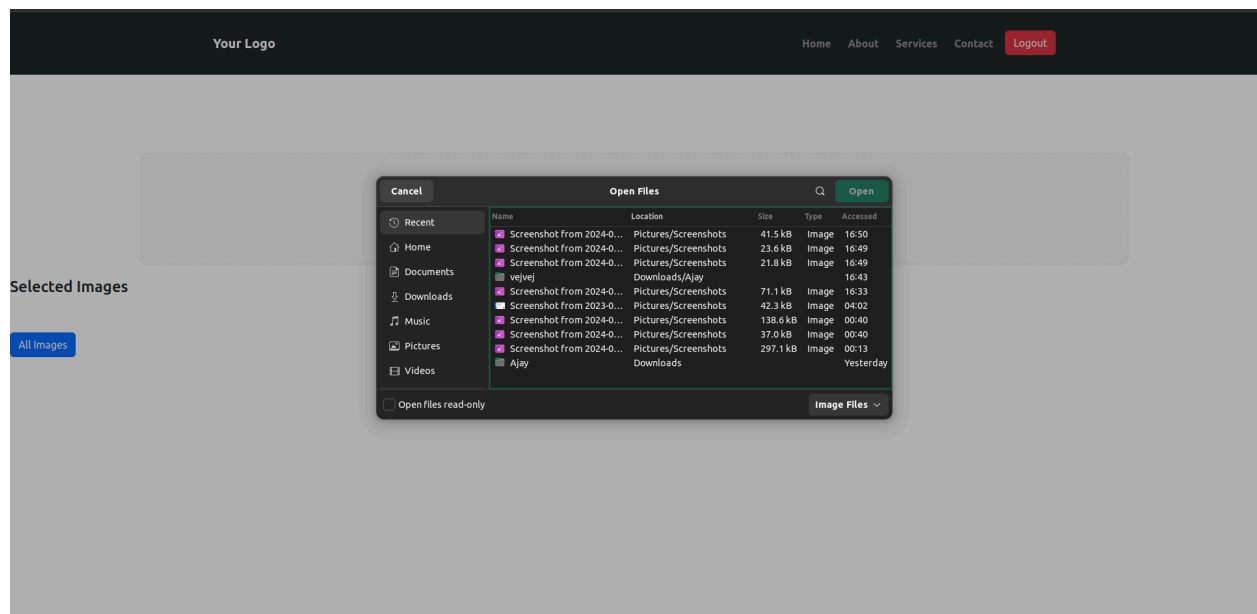 Your Logo
Home About Services Contact Logout
Cancel Open Files Open
Recent
Home
Documents
Downloads
Music
Pictures
Videos
Name Location Size Type Accessed
Screenshot from 2024-0... Pictures/Screenshots 41.5 kB Image 16:50
Screenshot from 2024-0... Pictures/Screenshots 23.6 kB Image 16:49
Screenshot from 2024-0... Pictures/Screenshots 21.8 kB Image 16:49
vejvej Downloads/Ajay 16:43
Screenshot from 2024-0... Pictures/Screenshots 71.1 kB Image 16:33
Screenshot from 2023-0... Pictures/Screenshots 42.3 kB Image 04:02
Screenshot from 2024-0... Pictures/Screenshots 138.6 kB Image 00:40
Screenshot from 2024-0... Pictures/Screenshots 37.0 kB Image 00:40
Screenshot from 2024-0... Pictures/Screenshots 297.1 kB Image 00:13
Ajay Downloads Yesterday
Open files read-only Image Files
Selected Images
All Images